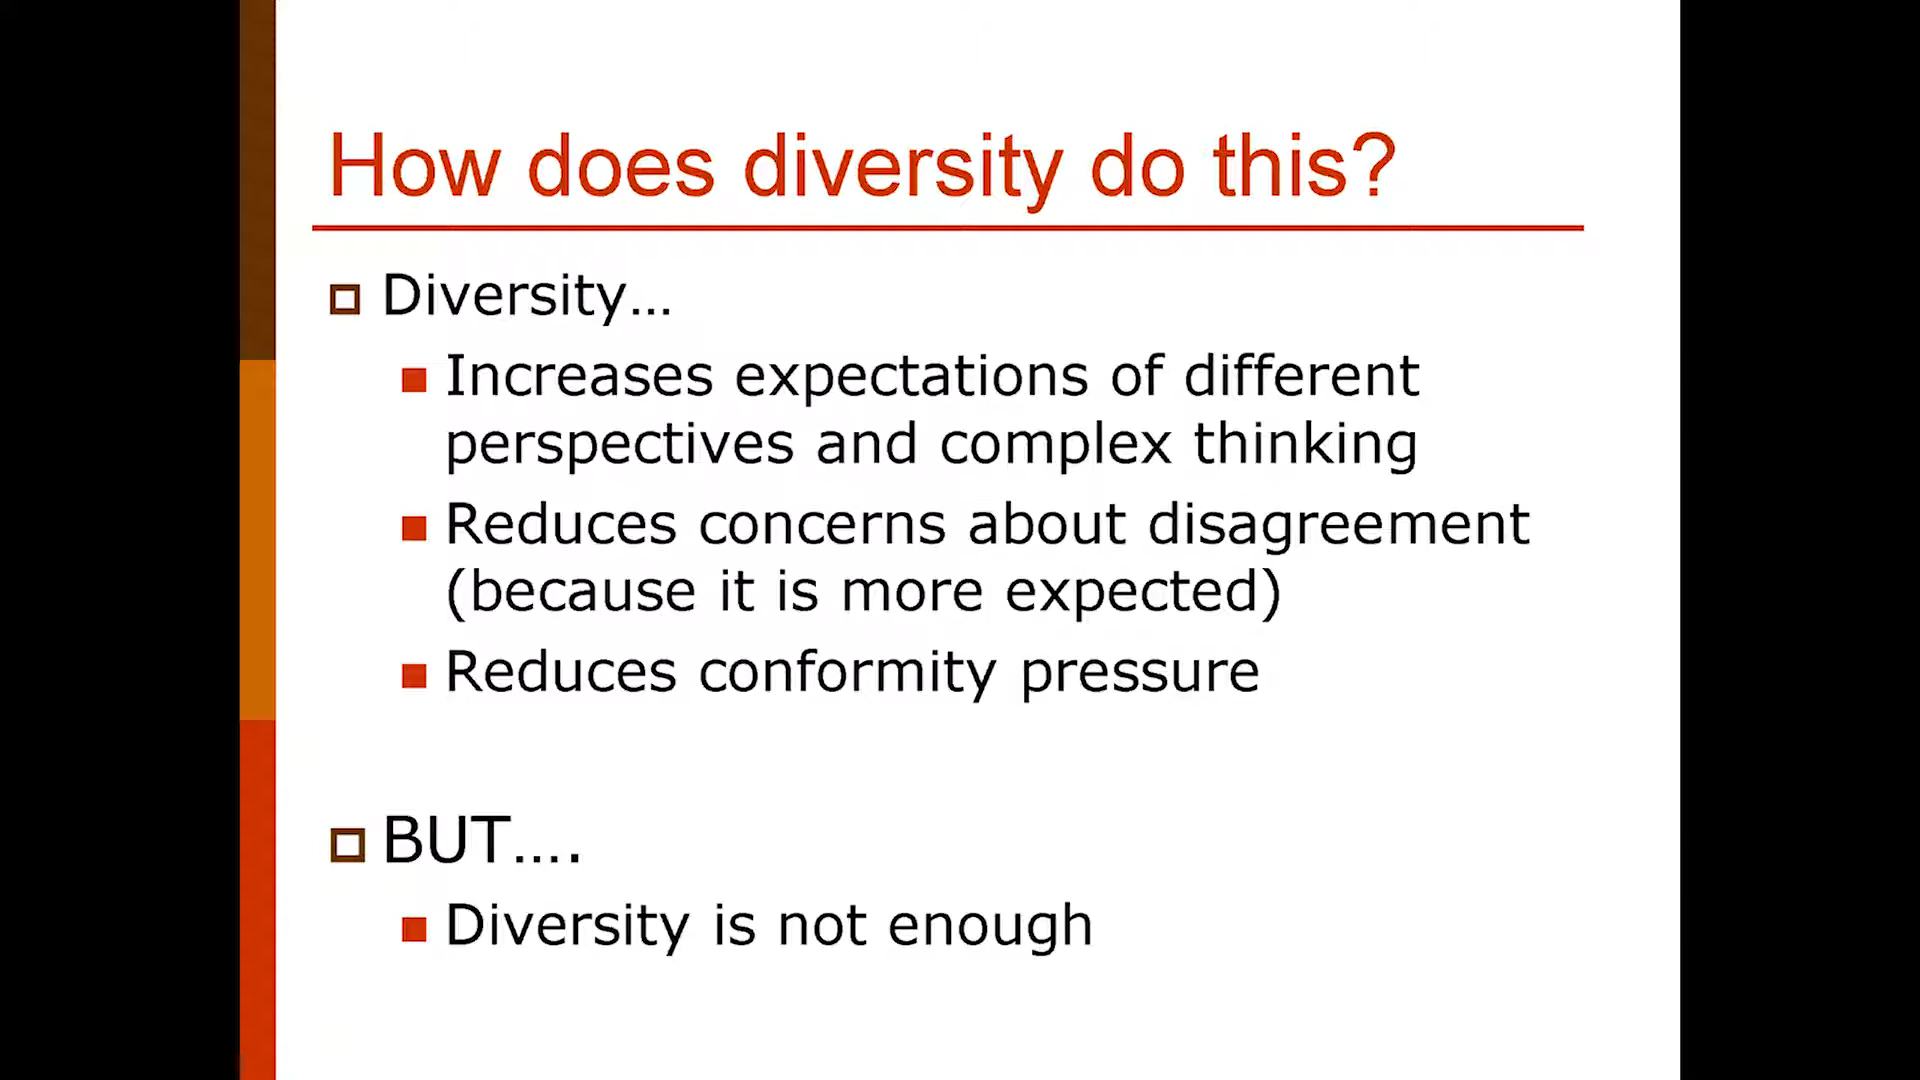 How does diversity do this?
Diversity...
Increases expectations of different
perspectives and complex thinking
Reduces concerns about disagreement
(because it is more expected)
Reduces conformity pressure
BUT....
Diversity is not enough